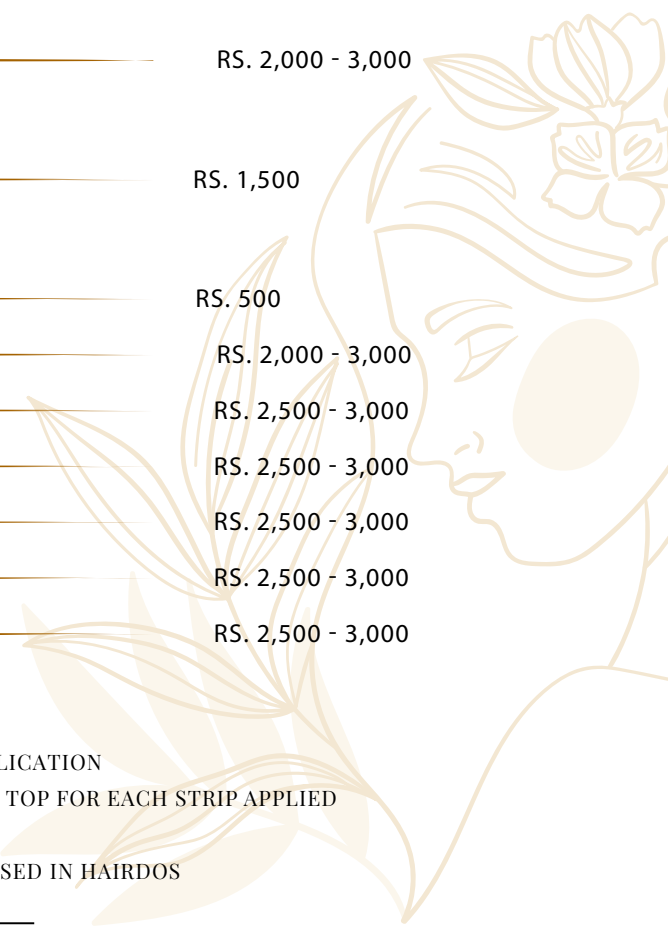 RS. 2,000 - 3,000
RS. 1,500
RS. 500
RS. 2,000 - 3,000
RS. 2,500 - 3,000
RS. 2,500 - 3,000
RS. 2,500 - 3,000
RS. 2,500 - 3,000
RS. 2,500 - 3,000
TOP FOR EACH STRIP APPLIED
IN HAIRDOS